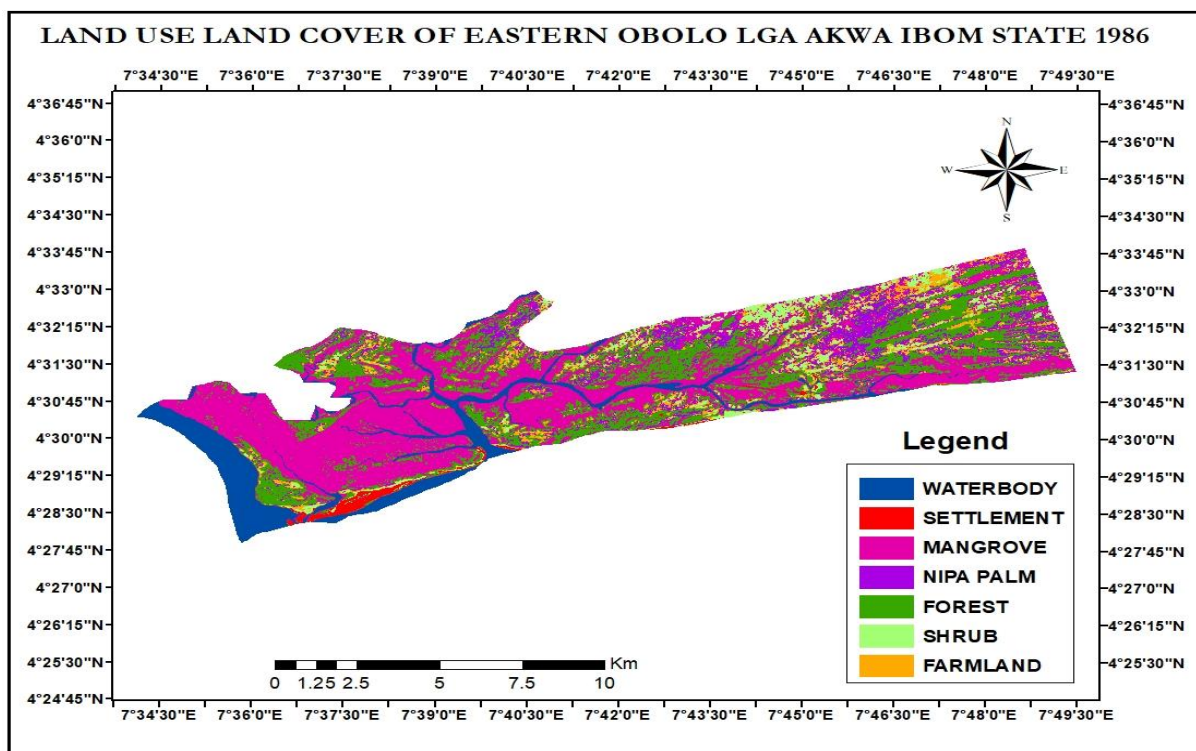 LAND USE LAND COVER OF EASTERN OBOLO LGA AKWA IBOM STATE 1986
7°34'30"E 7°36'0"E 7°37'30"E 7°39'0"E 7°40'30"E 7°42'0"E 7°43'30"E 7°45'0"E 7°46'30"E 7°48'0"E 7°49'30"E
4°36'45"N 4°36'45"N
4°36'0"N 4°36'0"N
4°35'15"N 4°35'15"N
4°34'30"N 4°34'30"N
4°33'45"N 4°33'45"N
4°33'0"N 4°33'0"N
4°32'15"N 4°32'15"N
4°31'30"N 4°31'30"N
4°30'45"N 4°30'45"N
4°30'0"N 4°30'0"N
4°29'15"N 4°29'15"N
4°28'30"N 4°28'30"N
4°27'45"N 4°27'45"N
4°27'0"N 4°27'0"N
4°26'15"N 4°26'15"N
4°25'30"N 4°25'30"N
4°24'45"N
N
W E
S
Legend
WATERBODY
SETTLEMENT
MANGROVE
NIPA PALM
FOREST
SHRUB
FARMLAND
Km
0 1.25 2.5 5 7.5 10
7°34'30"E 7°36'0"E 7°37'30"E 7°39'0"E 7°40'30"E 7°42'0"E 7°43'30"E 7°45'0"E 7°46'30"E 7°48'0"E 7°49'30"E